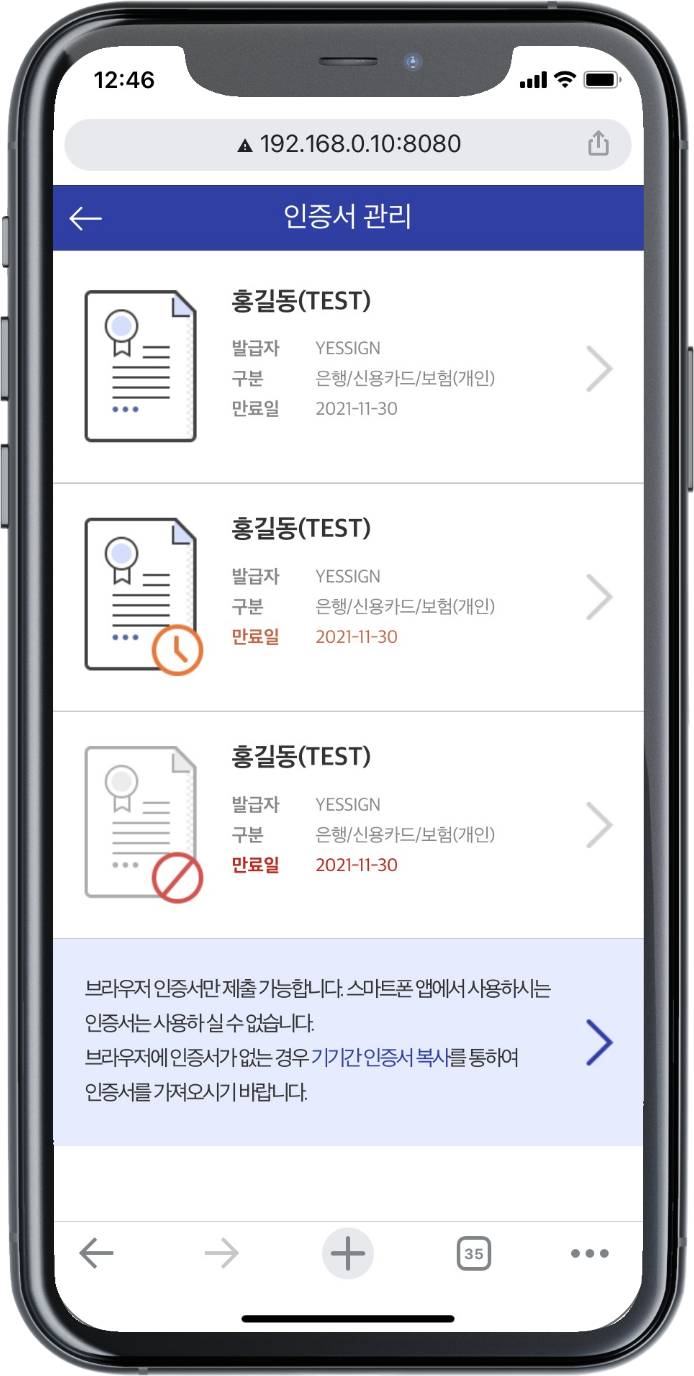 12:46
192.168.0.10:8080
인증서 관리
홍길동(TEST)
발급자 YESSIGN
구분 은행/신용카드/보험(개인)
만료일 2021-11-30
홍길동(TEST)
발급자 YESSIGN
구분 은행/신용카드/보험(개인)
만료일 2021-11-30
홍길동(TEST)
발급자 YESSIGN
구분 은행/신용카드/보험(개인)
만료일 2021-11-30
브라우저 인증서만 제출 가능합니다. 스마트폰 앱에서 사용하시는
인증서는 사용하 실 수 없습니다.
브라우저에 인증서가 없는 경우 기기간 인증서 복사를 통하여
인증서를 가져오시기 바랍니다.
35